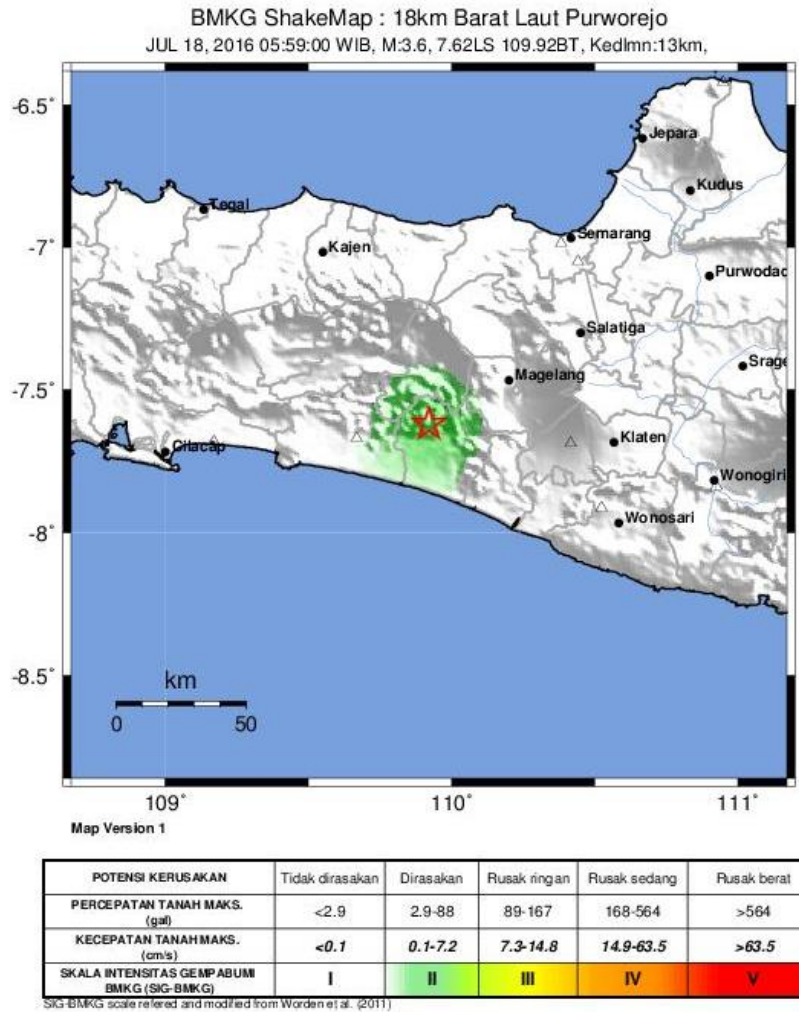 BMKG ShakeMap : 18km Barat Laut Purworejo
JUL 18, 2016 05:59:00 WIB, M:3.6, 7.62LS 109.92BT, Kedlmn:13km,
-6.5˚
Jepara
Kudus
Tegal
Semarang
-7˚
Kajen
Purwodad
Salatiga
Srage
Magelang
-7.5˚
Klaten
Cilacap
Wonogiri
Wonosari
-8˚
-8.5˚
km
0 50
109˚ 110˚ 111˚
Map Version 1
POTENSI KERUSAKAN Tidak dirasakan Dirasakan Rusak ringan Rusak sedang Rusak berat
PERCEPATAN TANAH MAKS. (gal) <2.9 2.9-88 89-167 168-564 >564
KECEPATAN TANAH MAKS. (cm/s) <0.1 0.1-7.2 7.3-14.8 14.9-63.5 >63.5
SKALA INTENSITAS GEMPABUMI BMKG (SIG-BMKG) I II III IV V
SIG-BMKG scale refered and modified from Worden et al. (2011)